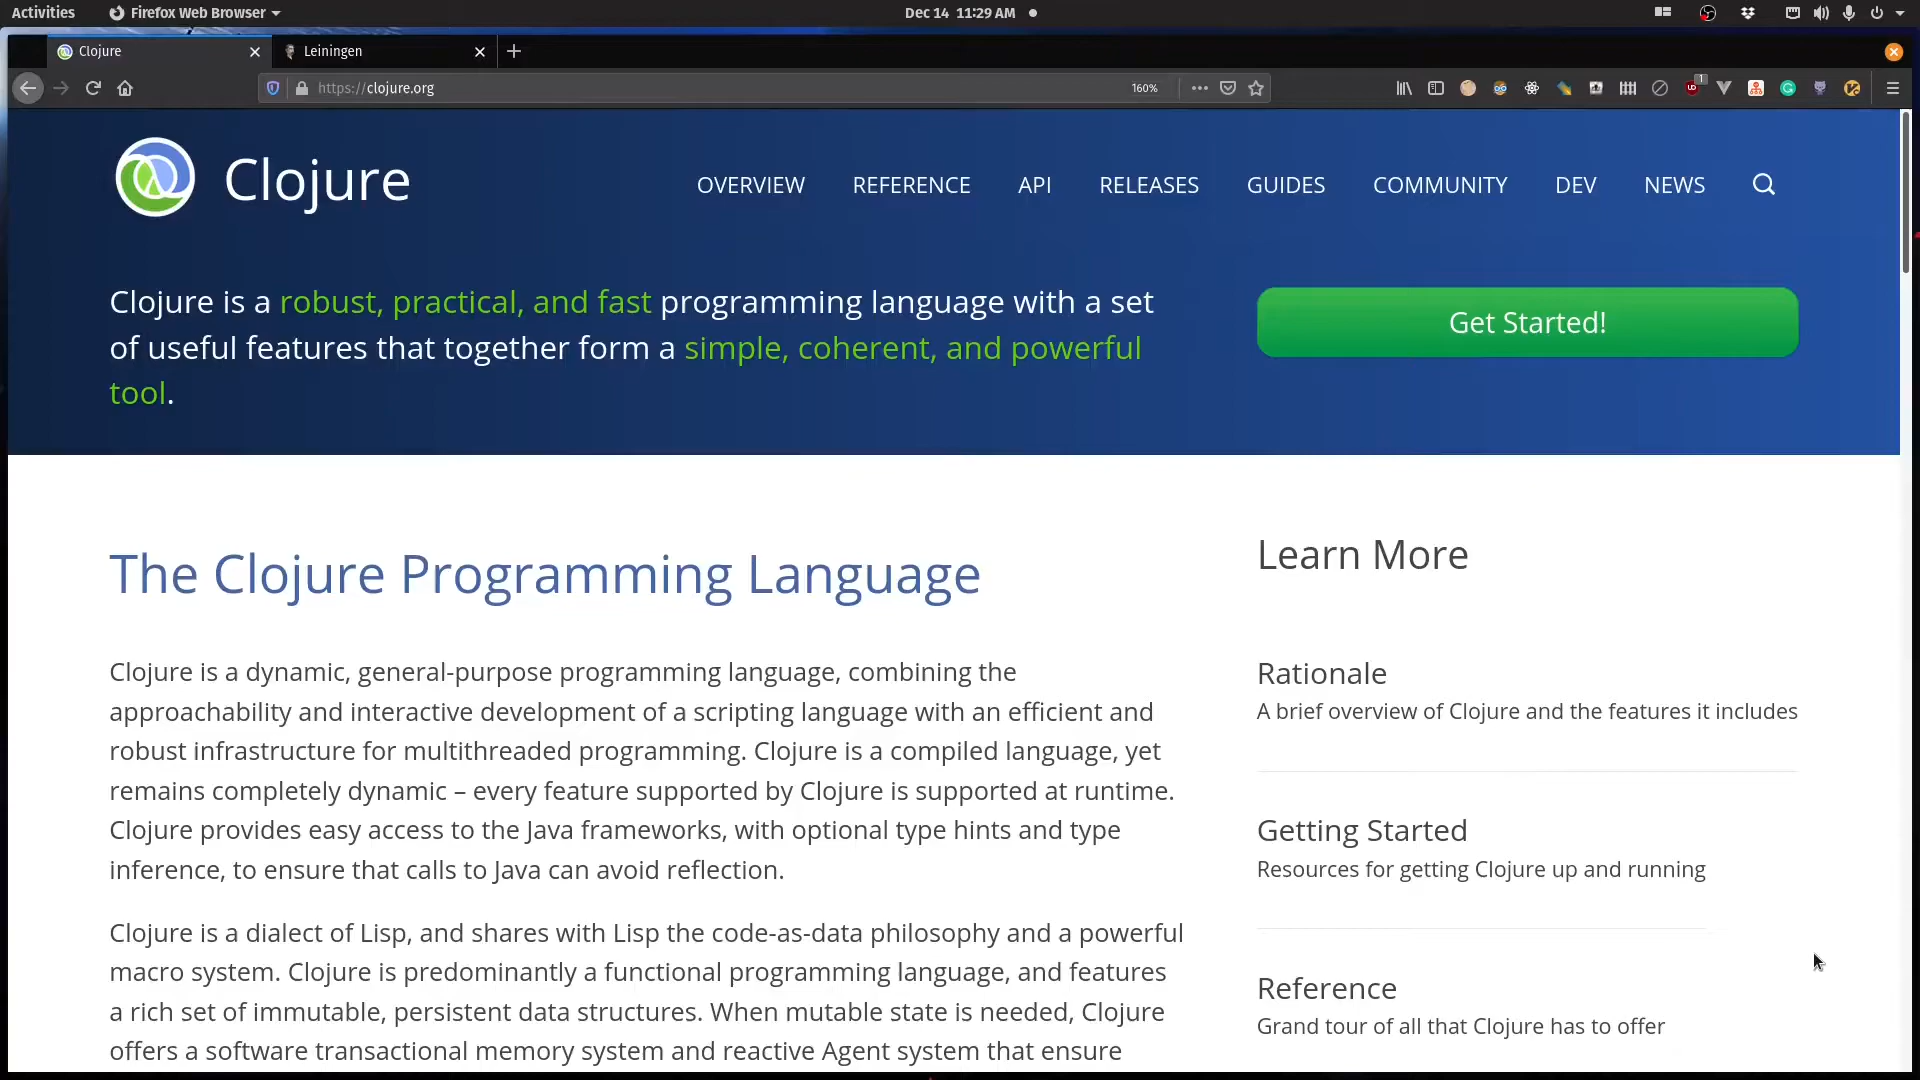 Activities
Firefox Web Browser
Dec 14 11:29 AM
Clojure
Leiningen
https://clojure.org
160%
1
Clojure
OVERVIEW
REFERENCE
API
RELEASES
GUIDES
COMMUNITY
DEV
NEWS
Clojure is a robust, practical, and fast programming language with a set
of useful features that together form a simple, coherent, and powerful
tool.
Get Started!
The Clojure Programming Language
Clojure is a dynamic, general-purpose programming language, combining the
approachability and interactive development of a scripting language with an efficient and
robust infrastructure for multithreaded programming. Clojure is a compiled language, yet
remains completely dynamic – every feature supported by Clojure is supported at runtime.
Clojure provides easy access to the Java frameworks, with optional type hints and type
inference, to ensure that calls to Java can avoid reflection.
Clojure is a dialect of Lisp, and shares with Lisp the code-as-data philosophy and a powerful
macro system. Clojure is predominantly a functional programming language, and features
a rich set of immutable, persistent data structures. When mutable state is needed, Clojure
offers a software transactional memory system and reactive Agent system that ensure
Learn More
Rationale
A brief overview of Clojure and the features it includes
Getting Started
Resources for getting Clojure up and running
Reference
Grand tour of all that Clojure has to offer